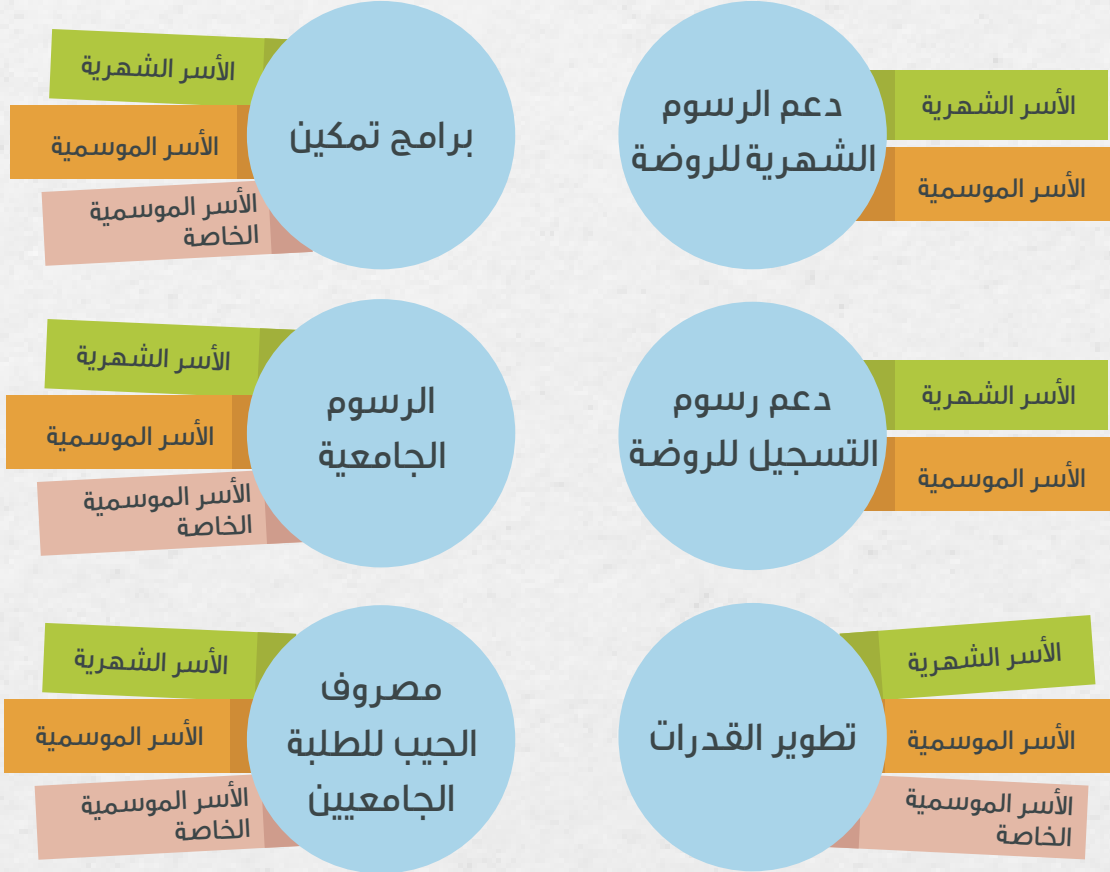 دعم الرسوم
الشهرية للروضة
الأسر الشهرية
الأسر الموسمية
برامج تمكين
الأسر الشهرية
الأسر الموسمية
الأسر الموسمية
الخاصة
دعم رسوم
التسجيل للروضة
الأسر الشهرية
الأسر الموسمية
الرسوم
الجامعية
الأسر الشهرية
الأسر الموسمية
الأسر الموسمية
الخاصة
تطوير القدرات
الأسر الشهرية
الأسر الموسمية
الأسر الموسمية
الخاصة
مصروف
الجيب للطلبة
الجامعيين
الأسر الشهرية
الأسر الموسمية
الأسر الموسمية
الخاصة